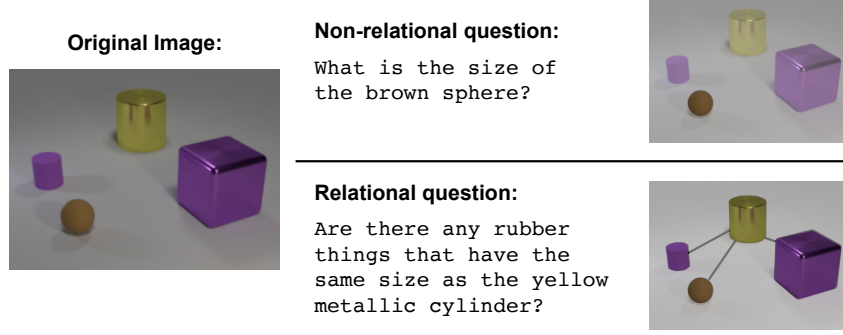 Original Image:
Non-relational question:
What is the size of
the brown sphere?
Relational question:
Are there any rubber
things that have the
same size as the yellow
metallic cylinder?